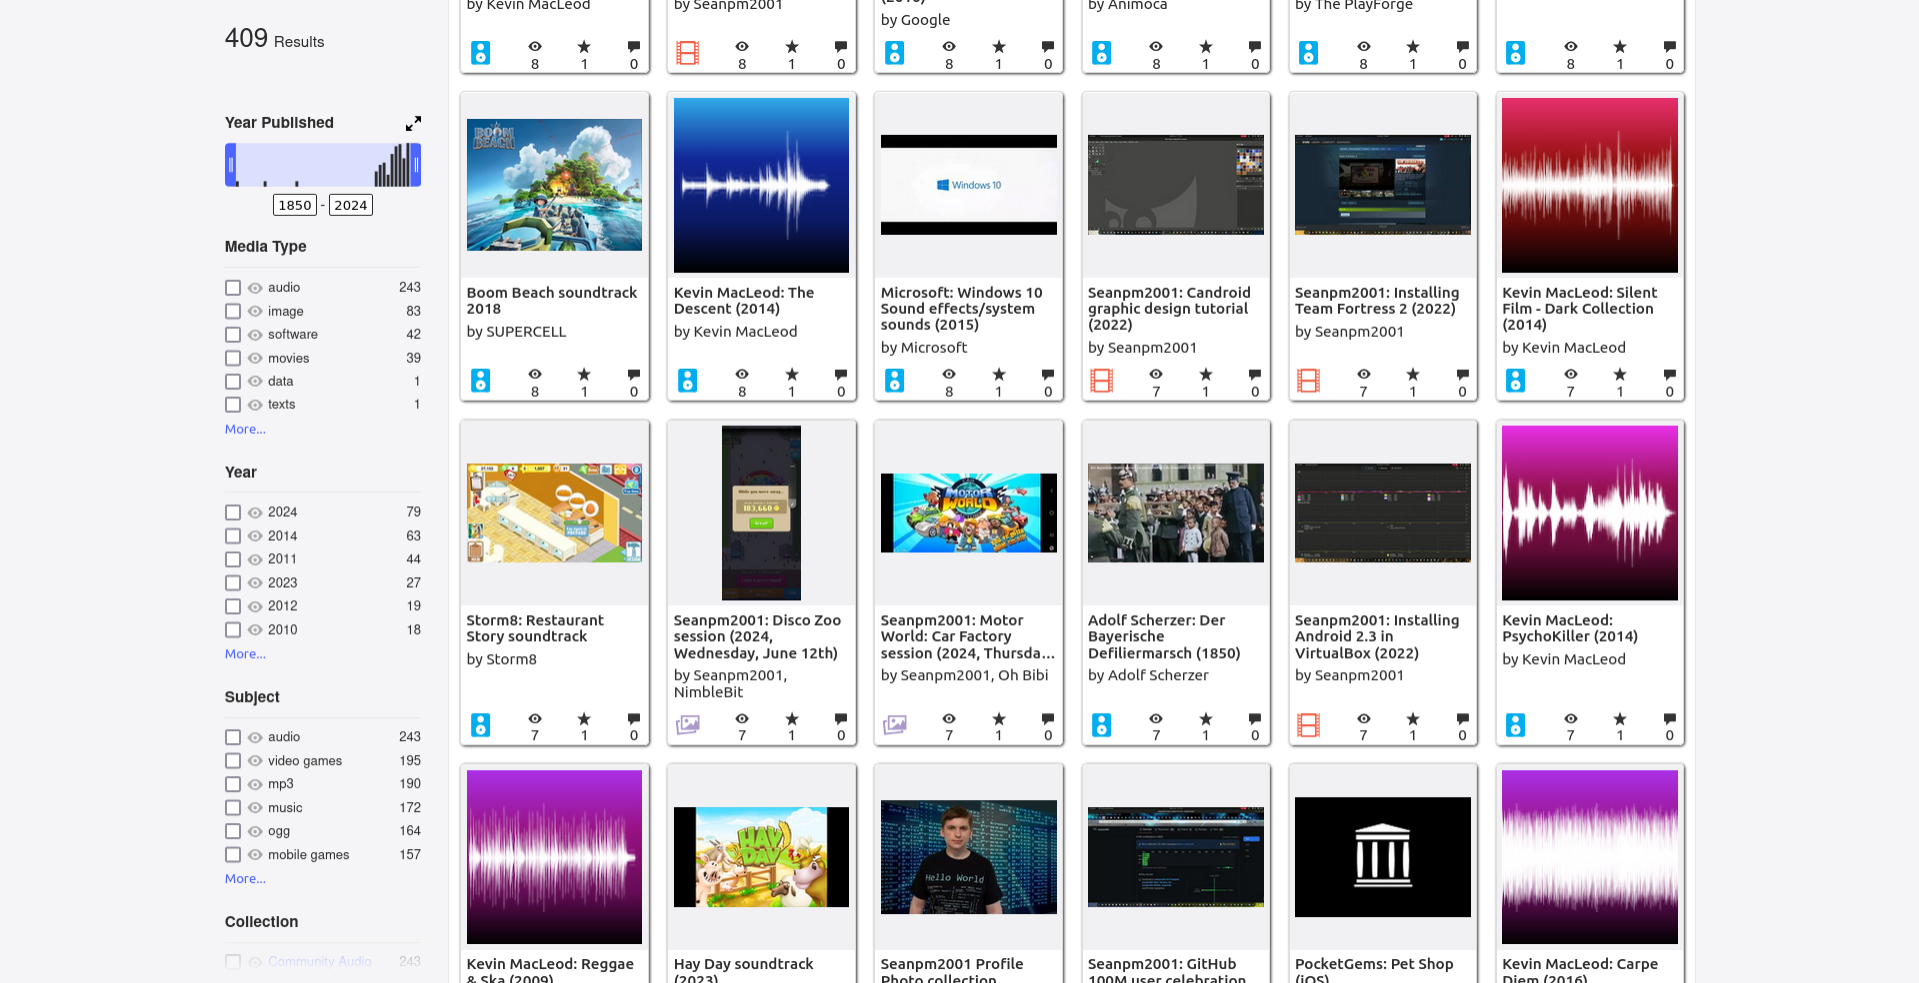 by Kevin MacLeod
by Seanpm2001
by Google
by Animoca
by The PlayForge
8 1 0
8 1 0
8 1 0
8 1 0
8 1 0
8 1 0
409 Results
Year Published
1850 - 2024
Media Type
audio 243
image 83
software 42
movies 39
data 1
texts 1
More...
Year
2024 79
2014 63
2011 44
2023 27
2012 19
2010 18
More...
Subject
audio 243
video games 195
mp3 190
music 172
ogg 164
mobile games 157
More...
Collection
Community Audio 243
BOOM
BEACH
Boom Beach soundtrack
2018
by SUPERCELL
8 1 0
Kevin MacLeod: The
Descent (2014)
by Kevin MacLeod
8 1 0
Windows 10
Microsoft: Windows 10
Sound effects/system
sounds (2015)
by Microsoft
8 1 0
Seanpm2001: Candroid
graphic design tutorial
(2022)
by Seanpm2001
7 1 0
Seanpm2001: Installing
Team Fortress 2 (2022)
by Seanpm2001
7 1 0
Kevin MacLeod: Silent
Film - Dark Collection
(2014)
by Kevin MacLeod
7 1 0
Storm8: Restaurant
Story soundtrack
by Storm8
7 1 0
183,660
Seanpm2001: Disco Zoo
session (2024,
Wednesday, June 12th)
by Seanpm2001,
NimbleBit
7 1 0
MOTOR
WORLD
Seanpm2001: Motor
World: Car Factory
session (2024, Thursda...
by Seanpm2001, Oh Bibi
7 1 0
Adolf Scherzer: Der
Bayerische
Defiliermarsch (1850)
by Adolf Scherzer
7 1 0
Seanpm2001: Installing
Android 2.3 in
VirtualBox (2022)
by Seanpm2001
7 1 0
Kevin MacLeod:
PsychoKiller (2014)
by Kevin MacLeod
7 1 0
Kevin MacLeod: Reggae
& Ska (2009)
HAY
DAY
Hay Day soundtrack
(2023)
Hello World
Seanpm2001 Profile
Photo collection
Seanpm2001: GitHub
100M user celebration
PocketGems: Pet Shop
(iOS)
Kevin MacLeod: Carpe
Diem (2016)